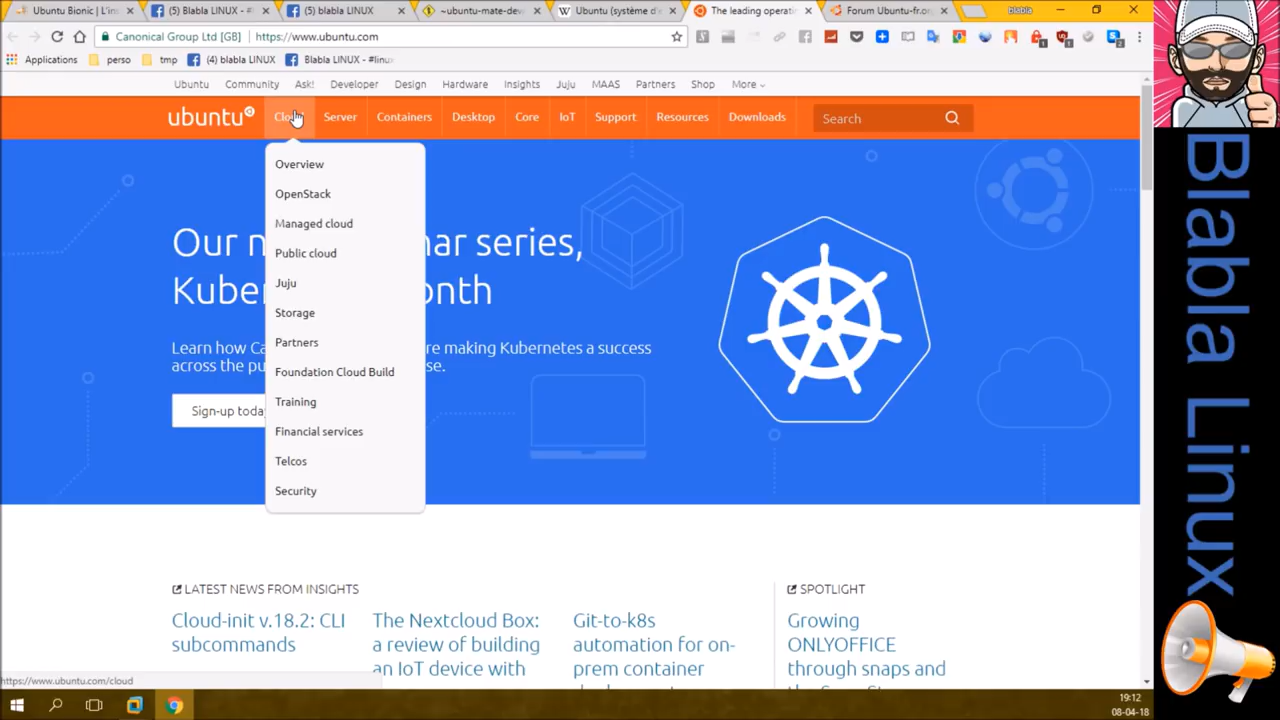 Ubuntu Bionic | L'in
(5) Blabla LINUX - #
(5) blabla LINUX
~ubuntu-mate-dev
Ubuntu (système d'e
The leading operati
Forum Ubuntu-fr.org
blabla
Canonical Group Ltd [GB]
https://www.ubuntu.com
Applications
perso
tmp
(4) blabla LINUX
Blabla LINUX - #linu
Ubuntu
Community
Ask!
Developer
Design
Hardware
Insights
Juju
MAAS
Partners
Shop
More
ubuntu
Server
Containers
Desktop
Core
IoT
Support
Resources
Downloads
Search
Overview
OpenStack
Managed cloud
Public cloud
Juju
Storage
Partners
Foundation Cloud Build
Training
Financial services
Telcos
Security
Our n
nar series,
Kube
onth
Learn how Ca
re making Kubernetes a success
across the pu
se.
Sign-up toda
LATEST NEWS FROM INSIGHTS
Cloud-init v.18.2: CLI
subcommands
The Nextcloud Box:
a review of building
an IoT device with
Git-to-k8s
automation for on-
prem container
SPOTLIGHT
Growing
ONLYOFFICE
through snaps and
https://www.ubuntu.com/cloud
19:12
08-04-18
Blabla Linux